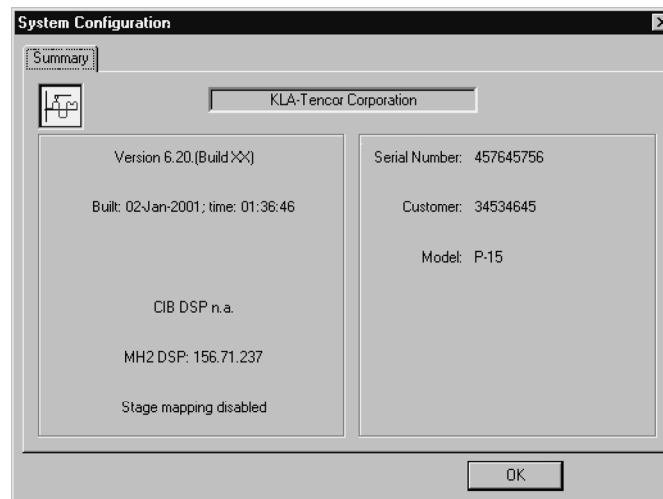 System Configuration
Summary
KLA-Tencor Corporation
Version 6.20.(Build XX)
Built: 02-Jan-2001; time: 01:36:46
CIB DSP n.a.
MH2 DSP: 156.71.237
Stage mapping disabled
Serial Number: 457645756
Customer: 34534645
Model: P-15
OK